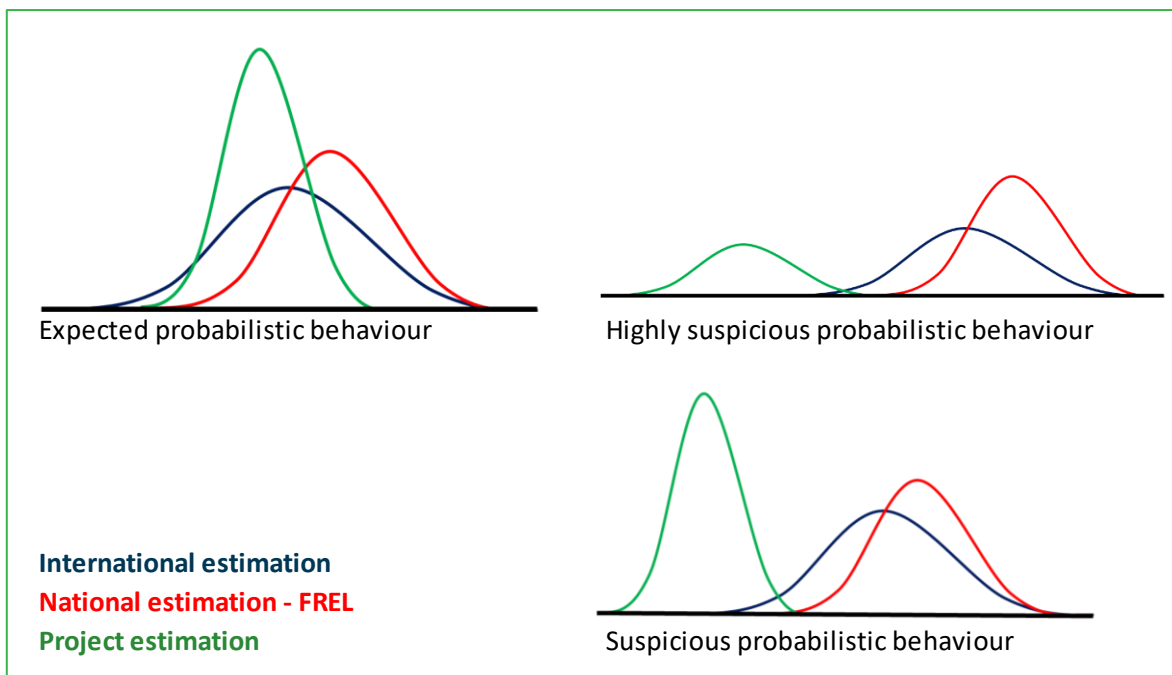 Expected probabilistic behaviour
Highly suspicious probabilistic behaviour
International estimation
National estimation - FREL
Project estimation
Suspicious probabilistic behaviour